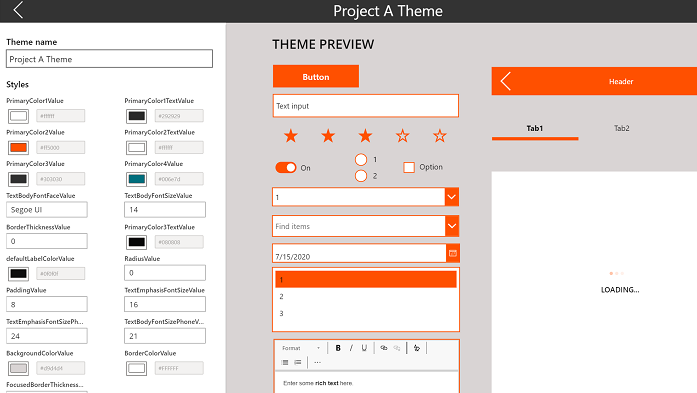 Project A Theme
Theme name
Project A Theme
Styles
PrimaryColor1Value
PrimaryColor1TextValue
#ffffff
#292929
PrimaryColor2Value
PrimaryColor2TextValue
#ff5000
#ffffff
PrimaryColor3Value
PrimaryColor4Value
#303030
#006e7d
TextBodyFontFaceValue
TextBodyFontSizeValue
Segoe UI
14
BorderThicknessValue
PrimaryColor3TextValue
0
#080808
defaultLabelColorValue
RadiusValue
#0f0f0f
0
PaddingValue
TextEmphasisFontSizeValue
8
16
TextEmphasisFontSizePh...
TextBodyFontSizePhoneV...
24
21
BackgroundColorValue
BorderColorValue
#d9d4d4
#FFFFFF
FocusedBorderThickness...
THEME PREVIEW
Button
Text input
On
1
2
Option
1
Find items
7/15/2020
1
2
3
Format
B I U
Enter some rich text here.
Header
Tab1
Tab2
LOADING...